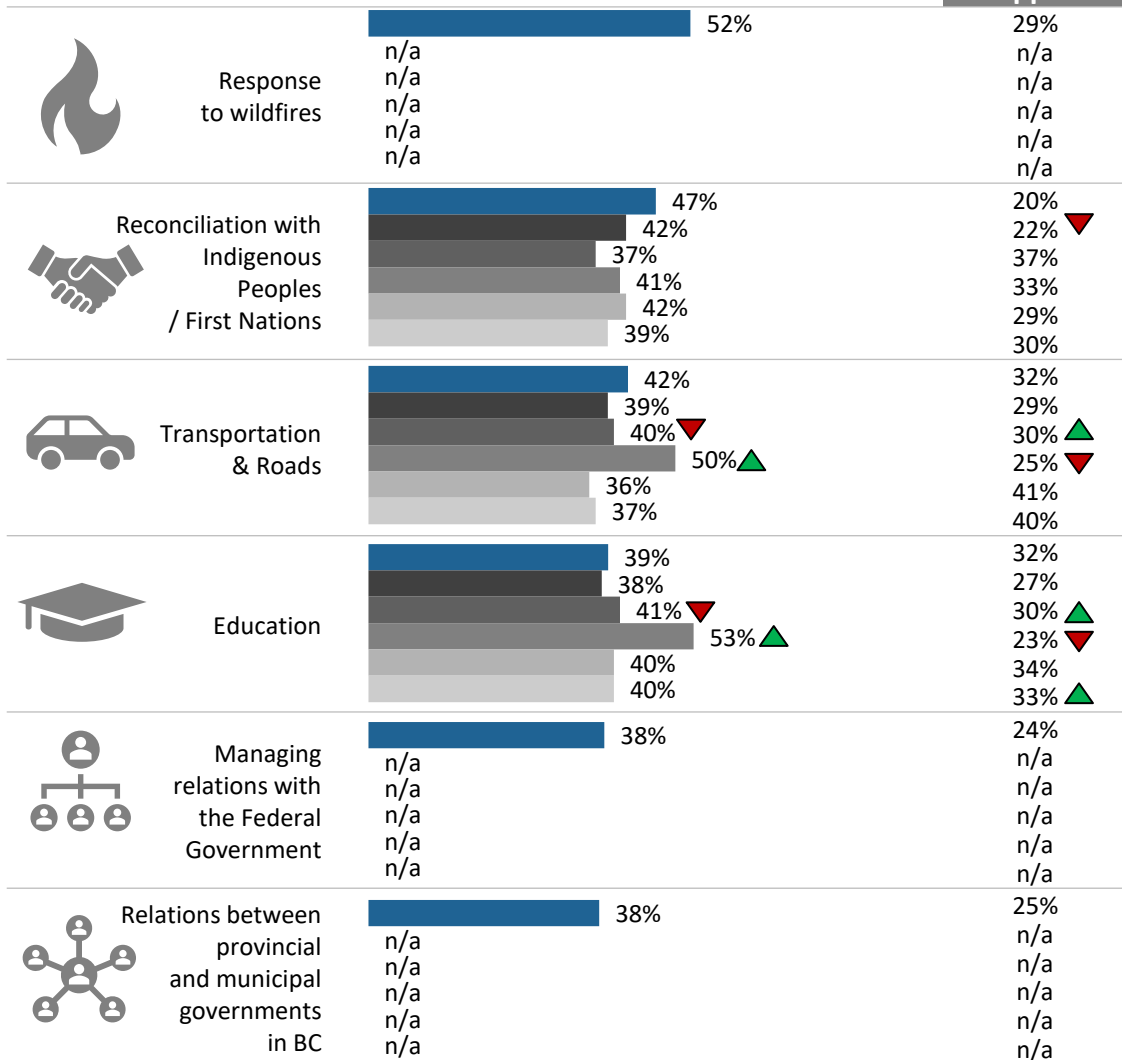 Response
to wildfires
52%
n/a
n/a
n/a
n/a
n/a
29%
n/a
n/a
n/a
n/a
n/a
Reconciliation with
Indigenous
Peoples
/ First Nations
47%
42%
37%
41%
42%
39%
20%
22%
37%
33%
29%
30%
Transportation
& Roads
42%
39%
40%
50%
36%
37%
32%
29%
30%
25%
41%
40%
Education
39%
38%
41%
53%
40%
40%
32%
27%
30%
23%
34%
33%
Managing
relations with
the Federal
Government
38%
n/a
n/a
n/a
n/a
n/a
24%
n/a
n/a
n/a
n/a
n/a
Relations between
provincial
and municipal
governments
in BC
38%
n/a
n/a
n/a
n/a
n/a
25%
n/a
n/a
n/a
n/a
n/a